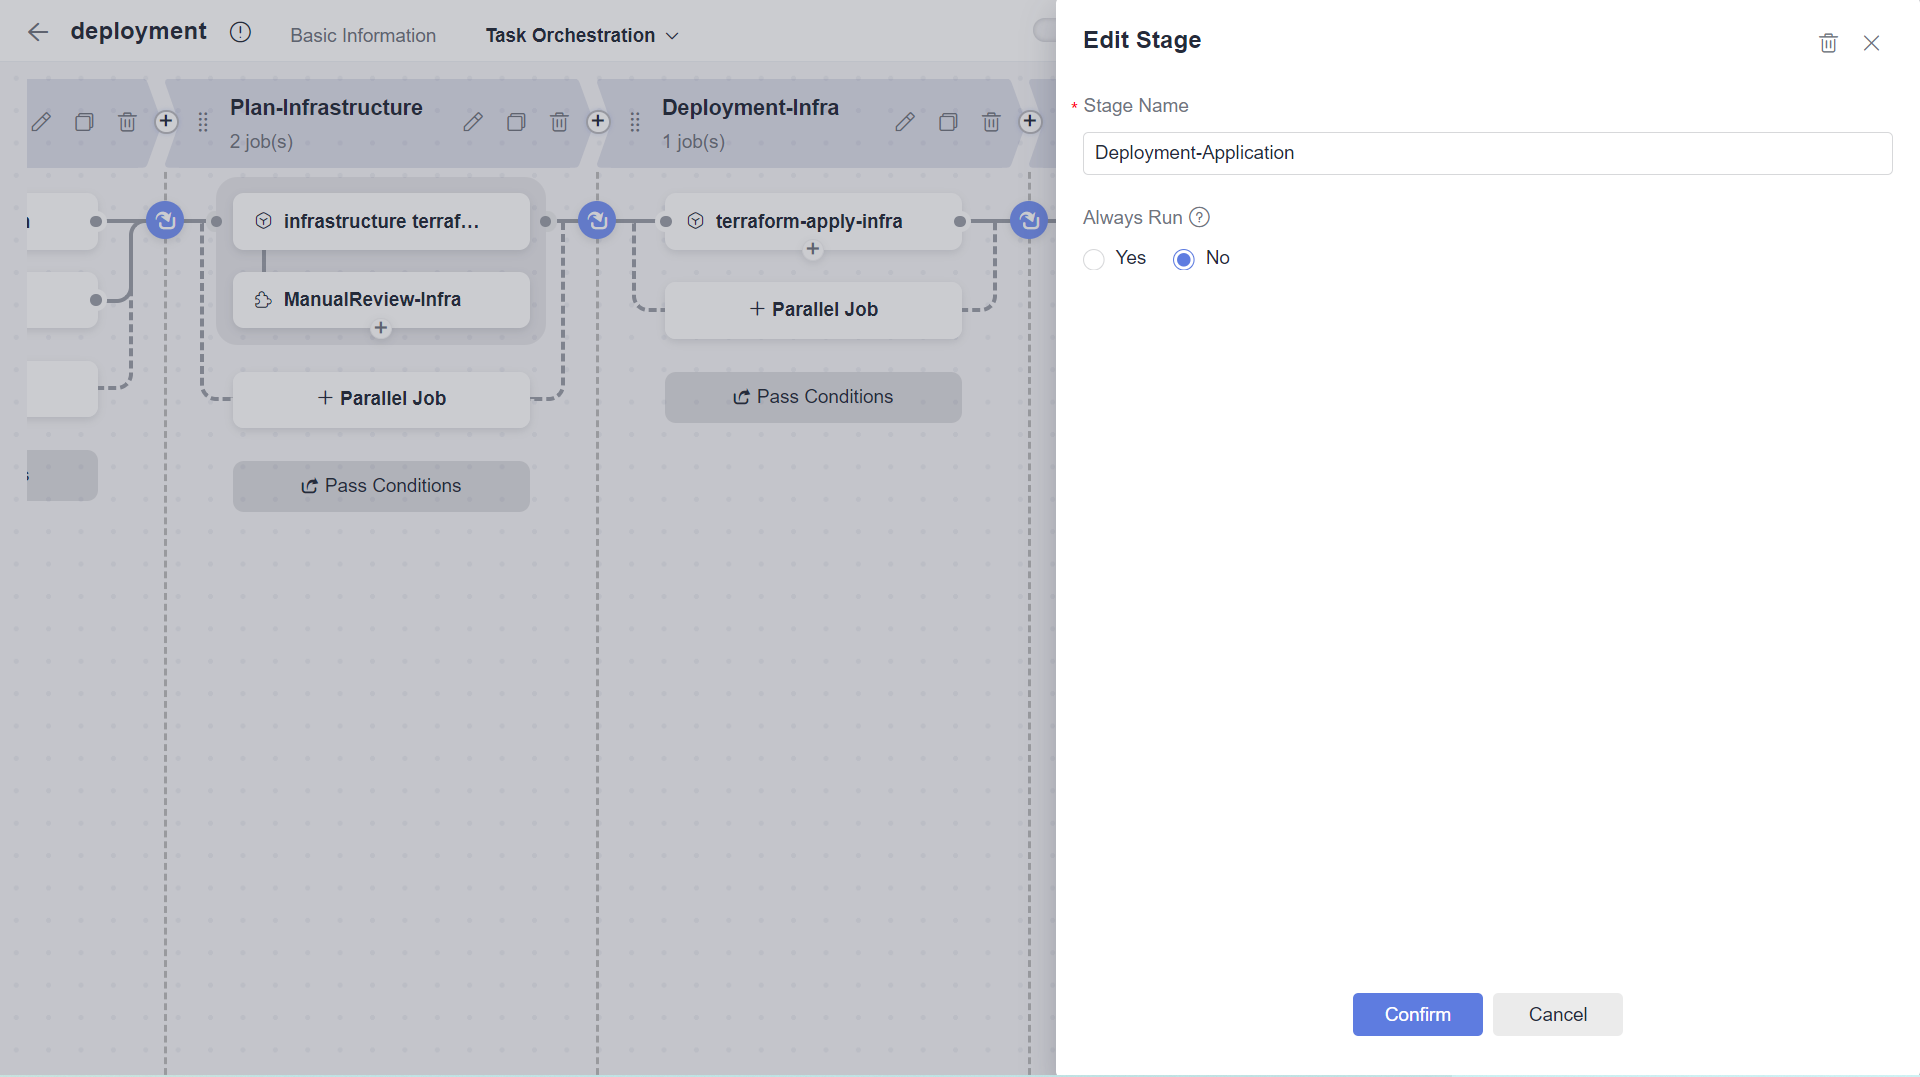 deployment
Basic Information
Task Orchestration
Plan-Infrastructure
2 job(s)
Deployment-Infra
1 job(s)
infrastructure terraf...
ManualReview-Infra
+ Parallel Job
Pass Conditions
terraform-apply-infra
+ Parallel Job
Pass Conditions
Edit Stage
* Stage Name
Deployment-Application
Always Run
Yes
No
Confirm
Cancel